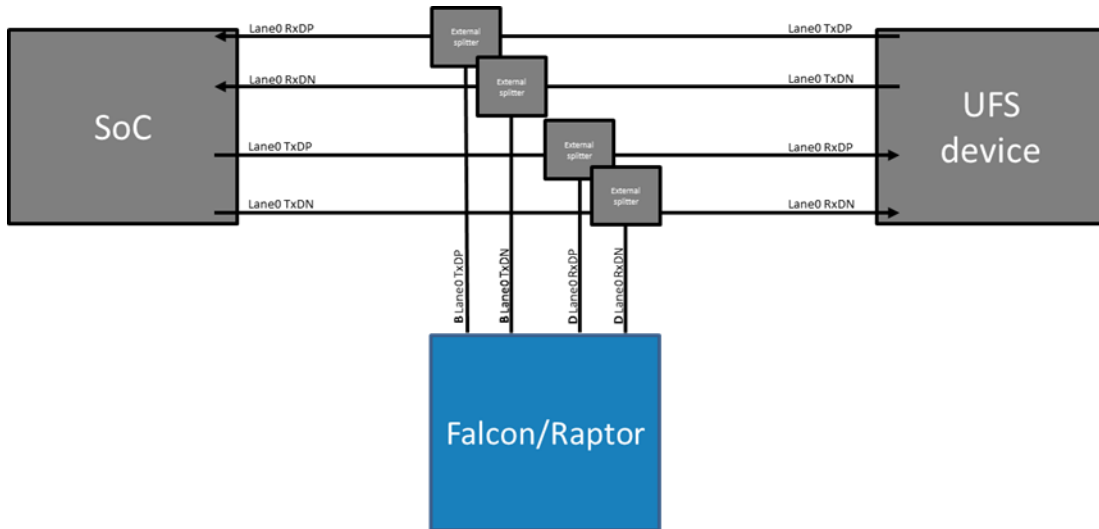 Lane0 RxDP
External
splitter
Lane0 TxDP
Lane0 RxDN
External
splitter
Lane0 TxDN
SoC
UFS
device
Lane0 TxDP
External
splitter
Lane0 RxDP
Lane0 TxDN
External
splitter
Lane0 RxDN
B Lane0 TxDP
B Lane0 TxDN
D Lane0 RxDP
D Lane0 RxDN
Falcon/Raptor